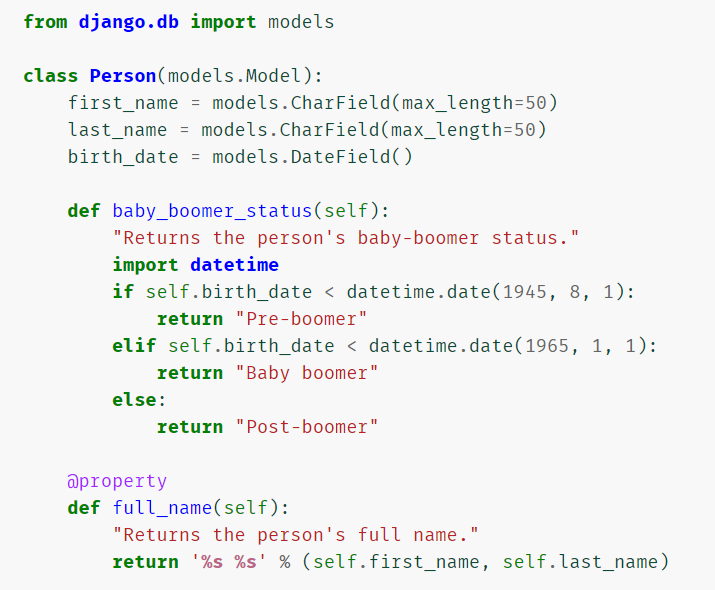 from django.db import models
class Person(models.Model):
    first_name = models.CharField(max_length=50)
    last_name = models.CharField(max_length=50)
    birth_date = models.DateField()
    def baby_boomer_status(self):
        "Returns the person's baby-boomer status."
        import datetime
        if self.birth_date < datetime.date(1945, 8, 1):
            return "Pre-boomer"
        elif self.birth_date < datetime.date(1965, 1, 1):
            return "Baby boomer"
        else:
            return "Post-boomer"
    @property
    def full_name(self):
        "Returns the person's full name."
        return '%s %s' % (self.first_name, self.last_name)